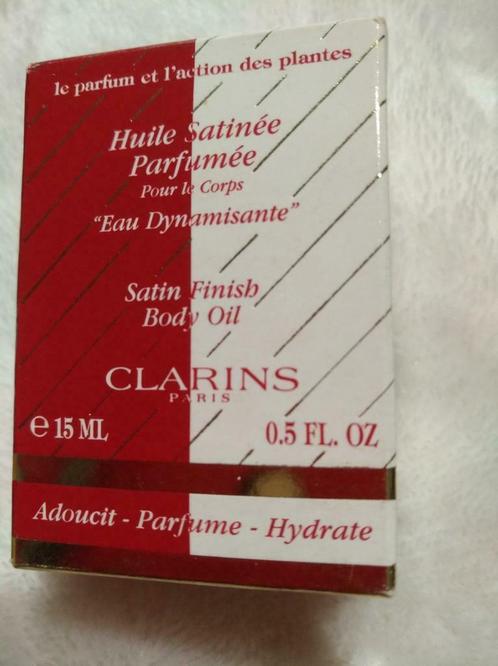 le parfum et l'action des plantes
Huile Satinée
Parfumée
Pour le Corps
"Eau Dynamisante"
Satin Finish
Body Oil
CLARINS
PARIS
e 15 ML 0.5 FL. OZ
Adoucit - Parfume - Hydrate